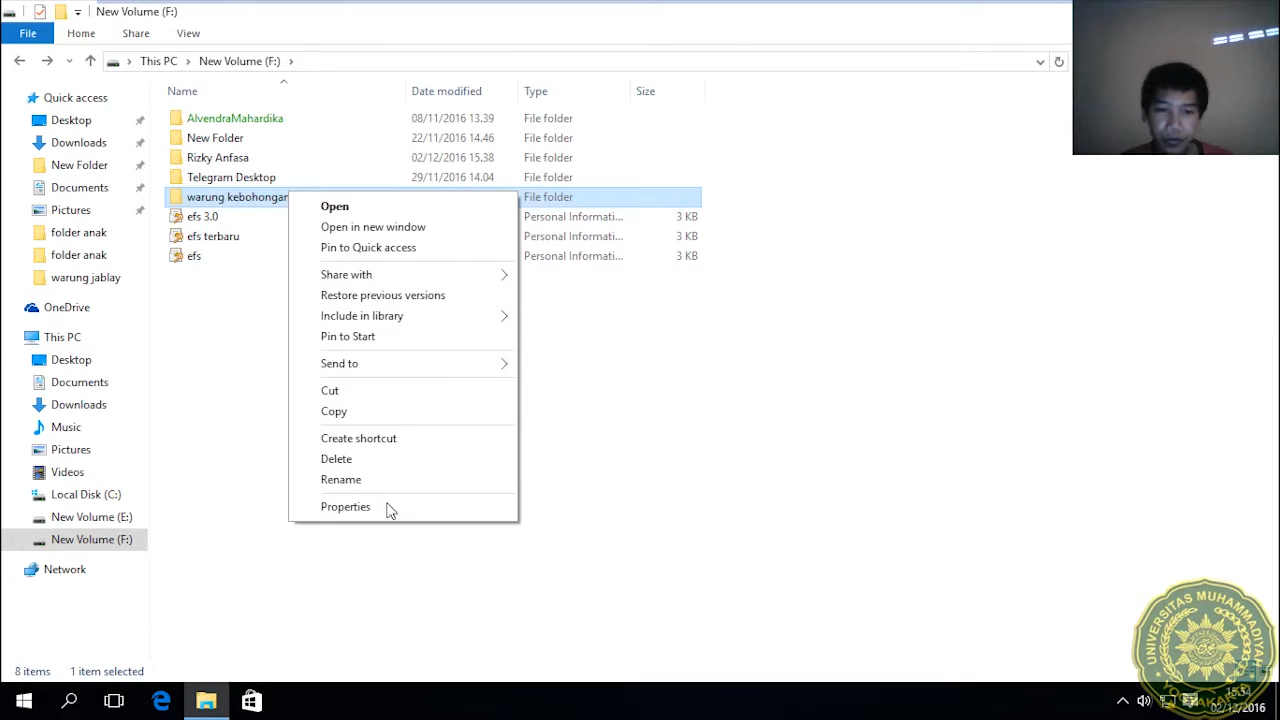 New Volume (F:)
File Home Share View
This PC New Volume (F:)
Name Date modified Type Size
Quick access
Desktop
Downloads
New Folder
Documents
Pictures
folder anak
folder anak
warung jablay
OneDrive
This PC
Desktop
Documents
Downloads
Music
Pictures
Videos
Local Disk (C:)
New Volume (E:)
New Volume (F:)
Network
AlvendraMahardika 08/11/2016 13.39 File folder
New Folder 22/11/2016 14.46 File folder
Rizky Anfasa 02/12/2016 15.38 File folder
Telegram Desktop 29/11/2016 14.04 File folder
warung kebohongan File folder
efs 3.0 Personal Informati... 3 KB
efs terbaru Personal Informati... 3 KB
efs Personal Informati... 3 KB
Open
Open in new window
Pin to Quick access
Share with
Restore previous versions
Include in library
Pin to Start
Send to
Cut
Copy
Create shortcut
Delete
Rename
Properties
8 items 1 item selected
UNIVERSITAS MUHAMMADIYAH
YOGYAKARTA
15.54
02/12/2016